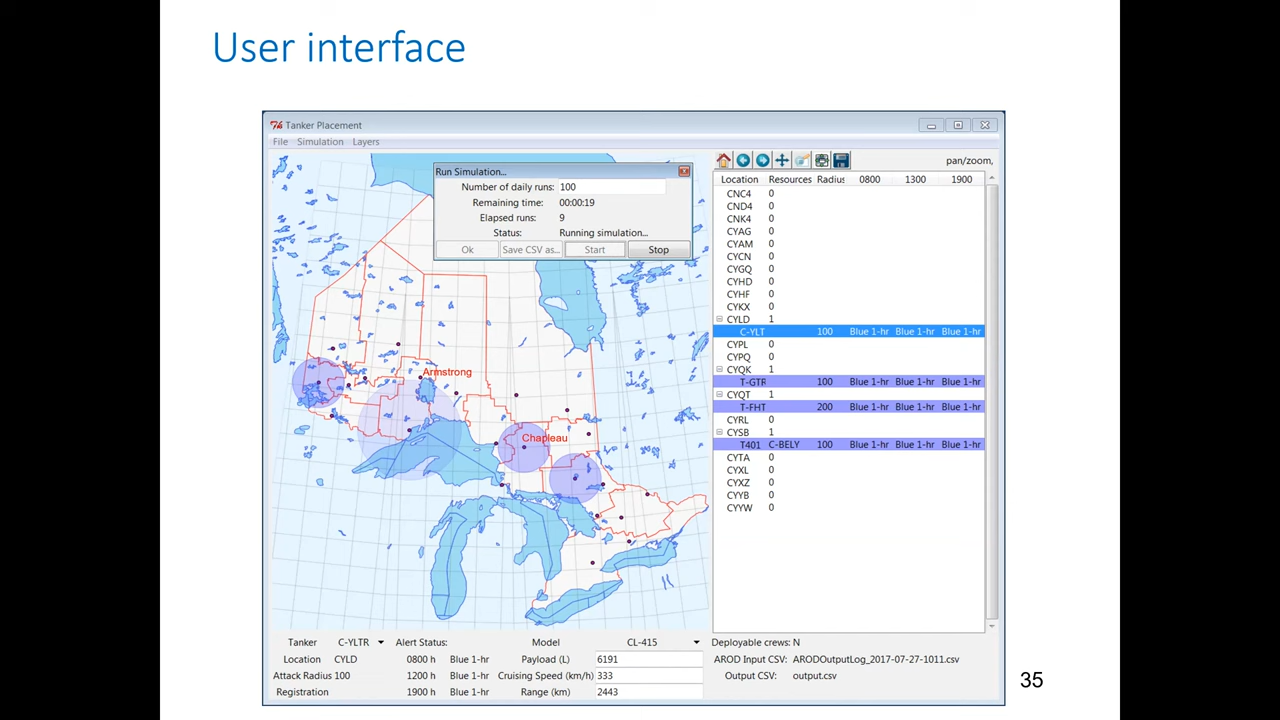 User interface
Tanker Placement
File Simulation Layers
Run Simulation...
Number of daily runs: 100
Remaining time: 00:00:19
Elapsed runs: 9
Status: Running simulation...
Ok Save CSV as... Start Stop
Armstrong
Chapleau
pan/zoom,
Location Resources Radius 0800 1300 1900
CNC4 0
CND4 0
CNK4 0
CYAG 0
CYAM 0
CYCN 0
CYGQ 0
CYHD 0
CYHF 0
CYKX 0
CYLD 1
C-YLT 100 Blue 1-hr Blue 1-hr Blue 1-hr
CYPL 0
CYPQ 0
CYQK 1
T-GTR 100 Blue 1-hr Blue 1-hr Blue 1-hr
CYQT 1
T-FHT 200 Blue 1-hr Blue 1-hr Blue 1-hr
CYRL 0
CYSB 1
T401 C-BELY 100 Blue 1-hr Blue 1-hr Blue 1-hr
CYTA 0
CYXL 0
CYXZ 0
CYYB 0
CYYW 0
Tanker C-YLTR Alert Status: Model CL-415 Deployable crews: N
Location CYLD 0800 h Blue 1-hr Payload (L) 6191 AROD Input CSV: ARODOutputLog_2017-07-27-1011.csv
Attack Radius 100 1200 h Blue 1-hr Cruising Speed (km/h) 333 Output CSV: output.csv
Registration 1900 h Blue 1-hr Range (km) 2443
35